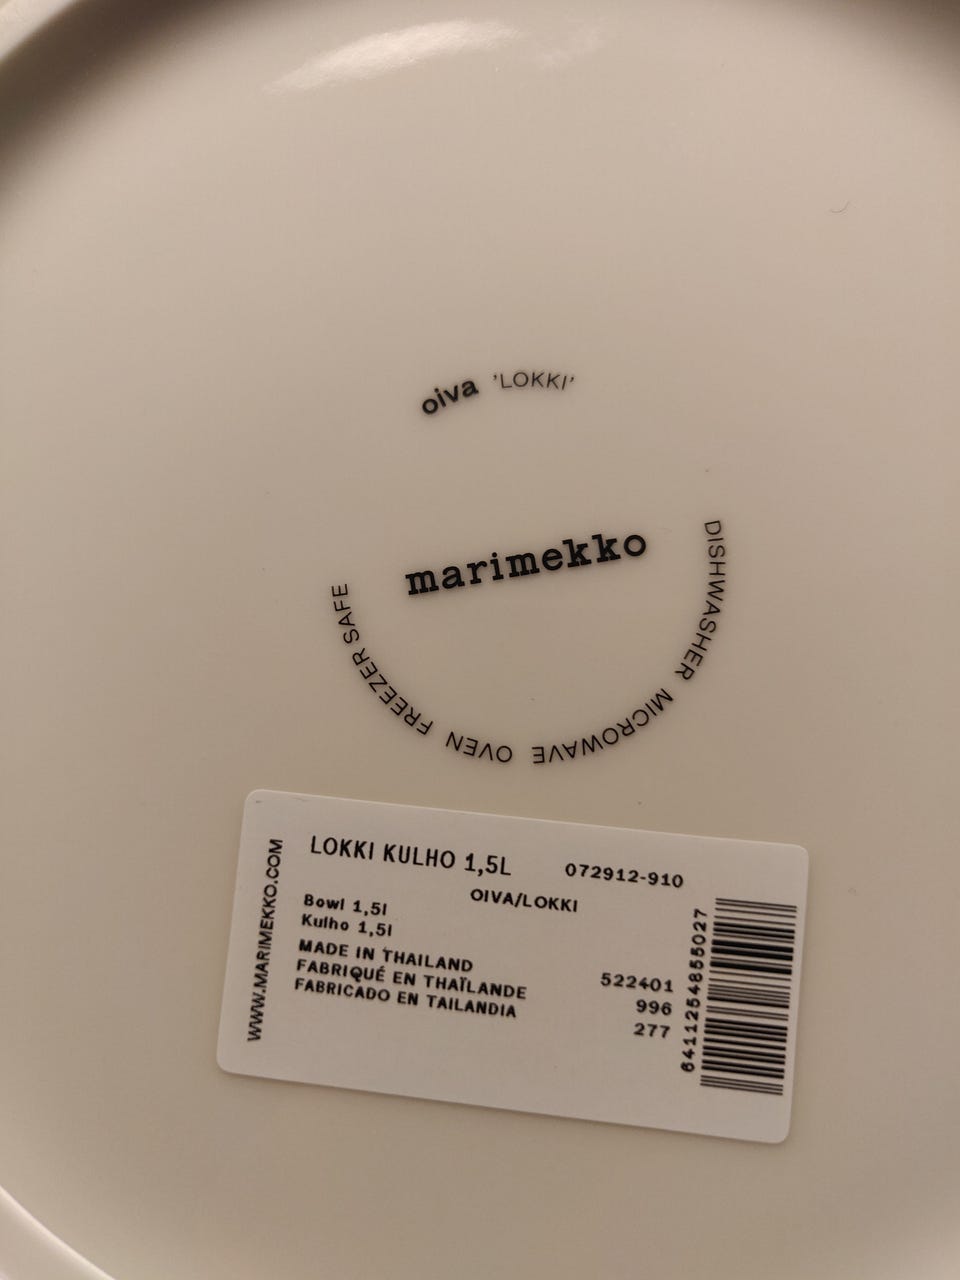 oiva 'LOKKI'
marimekko
DISHWASHER MICROWAVE OVEN FREEZER SAFE
WWW.MARIMEKKO.COM
LOKKI KULHO 1,5L 072912-910
OIVA/LOKKI
Bowl 1,5l
Kulho 1,5l
MADE IN THAILAND
FABRIQUÉ EN THAÏLANDE
FABRICADO EN TAILANDIA
522401
996
277
6411254855027